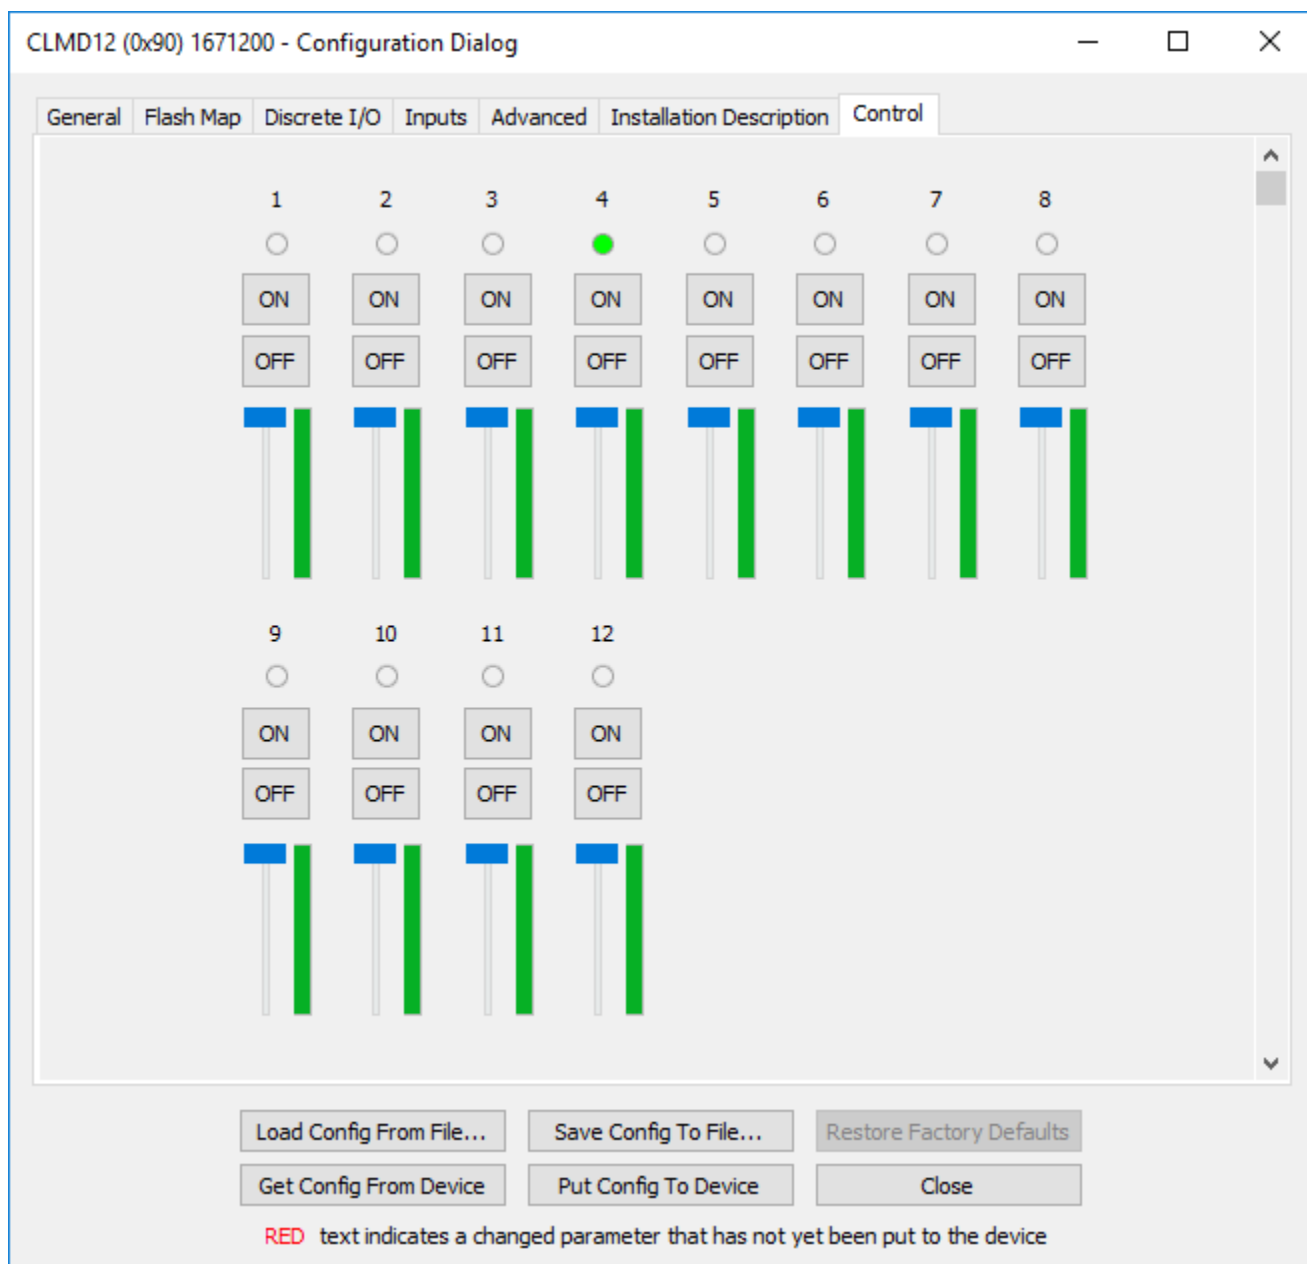 CLMD12 (0x90) 1671200 - Configuration Dialog
General Flash Map Discrete I/O Inputs Advanced Installation Description Control
1 2 3 4 5 6 7 8
ON ON ON ON ON ON ON ON
OFF OFF OFF OFF OFF OFF OFF OFF
9 10 11 12
ON ON ON ON
OFF OFF OFF OFF
Load Config From File... Save Config To File... Restore Factory Defaults
Get Config From Device Put Config To Device Close
RED text indicates a changed parameter that has not yet been put to the device